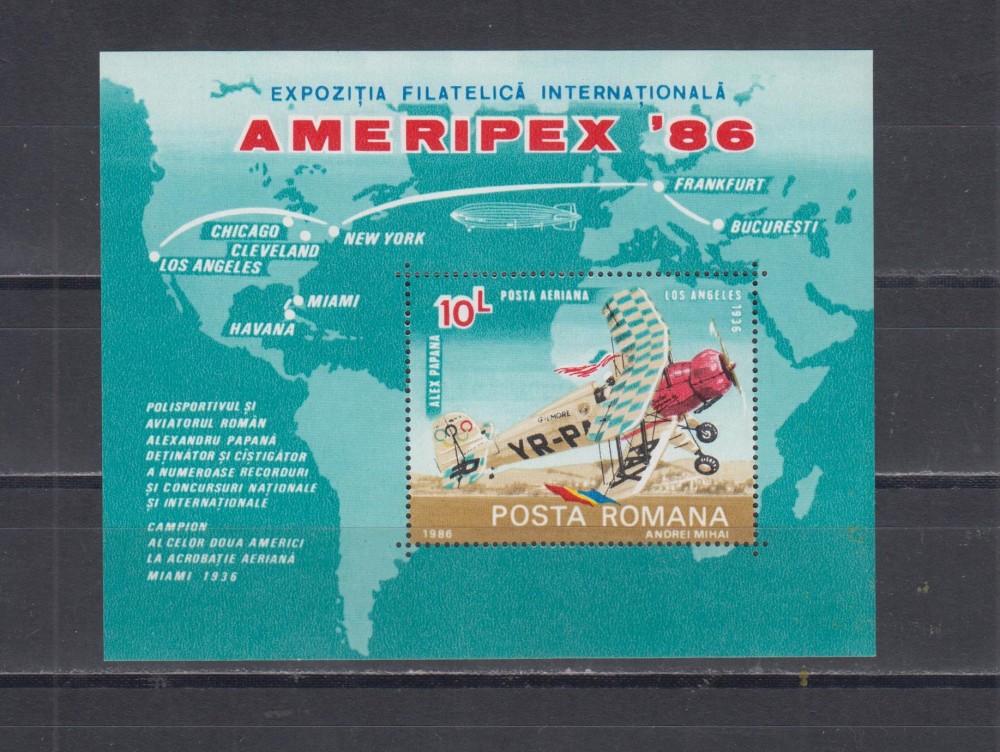 EXPOZIȚIA FILATELICĂ INTERNAȚIONALĂ
AMERIPEX '86
FRANKFURT
BUCUREȘTI
NEW YORK
CHICAGO
CLEVELAND
LOS ANGELES
MIAMI
HAVANA
10L
POSTA AERIANA
LOS ANGELES
1936
ALEX PAPANA
GILMORE
YR-PA
PAX
POSTA ROMANA
1986
ANDREI MIHAI
POLISPORTIVUL ȘI
AVIATORUL ROMÂN
ALEXANDRU PAPANĂ
DEȚINĂTOR ȘI CÎȘTIGĂTOR
A NUMEROASE RECORDURI
ȘI CONCURSURI NAȚIONALE
ȘI INTERNAȚIONALE
CAMPION
AL CELOR DOUA AMERICI
LA ACROBAȚIE AERIANĂ
MIAMI 1936